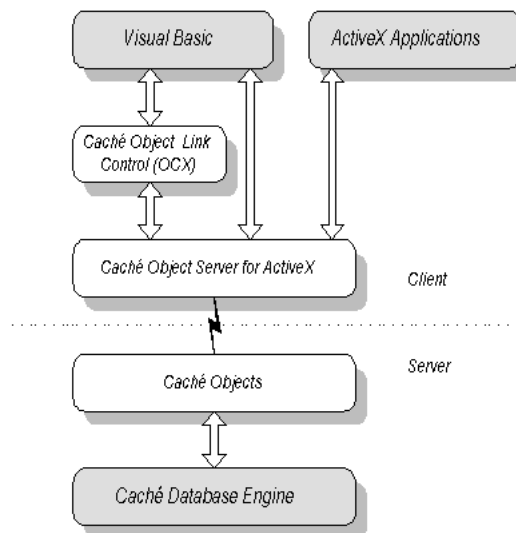 Visual Basic
ActiveX Applications
Caché Object Link
Control (OCX)
Caché Object Server for ActiveX
Client
Server
Caché Objects
Caché Database Engine